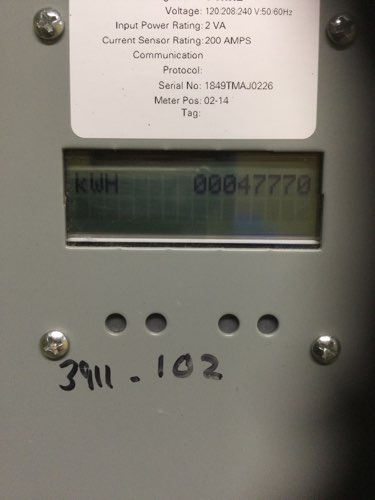 Voltage: 120:208:240 V:50:60Hz
Input Power Rating: 2 VA
Current Sensor Rating: 200 AMPS
Communication
Protocol:
Serial No: 1849TMAJ0226
Meter Pos: 02-14
Tag:
kWH 00047770
3911 - 102